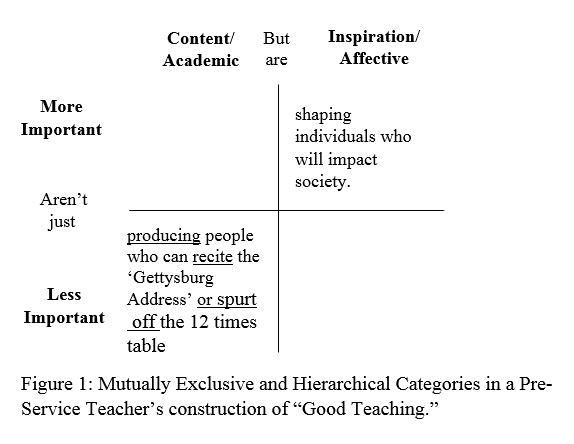 Content/ But Inspiration/
Academic are Affective
More
Important
shaping
individuals who
will impact
society.
Aren’t
just
producing people
who can recite the
‘Gettysburg
Address’ or spurt
off the 12 times
table
Less
Important
Figure 1: Mutually Exclusive and Hierarchical Categories in a Pre-
Service Teacher’s construction of “Good Teaching.”